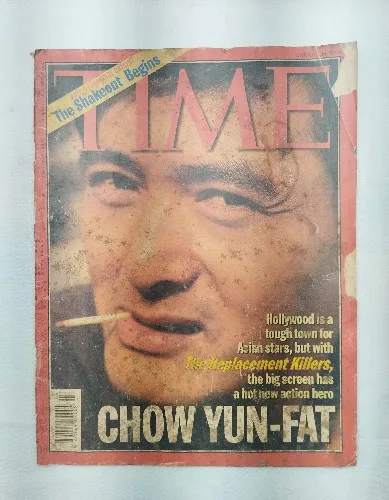 The Shakeout Begins
TIME
Hollywood is a
tough town for
Asian stars, but with
The Replacement Killers,
the big screen has
a hot new action hero
CHOW YUN-FAT